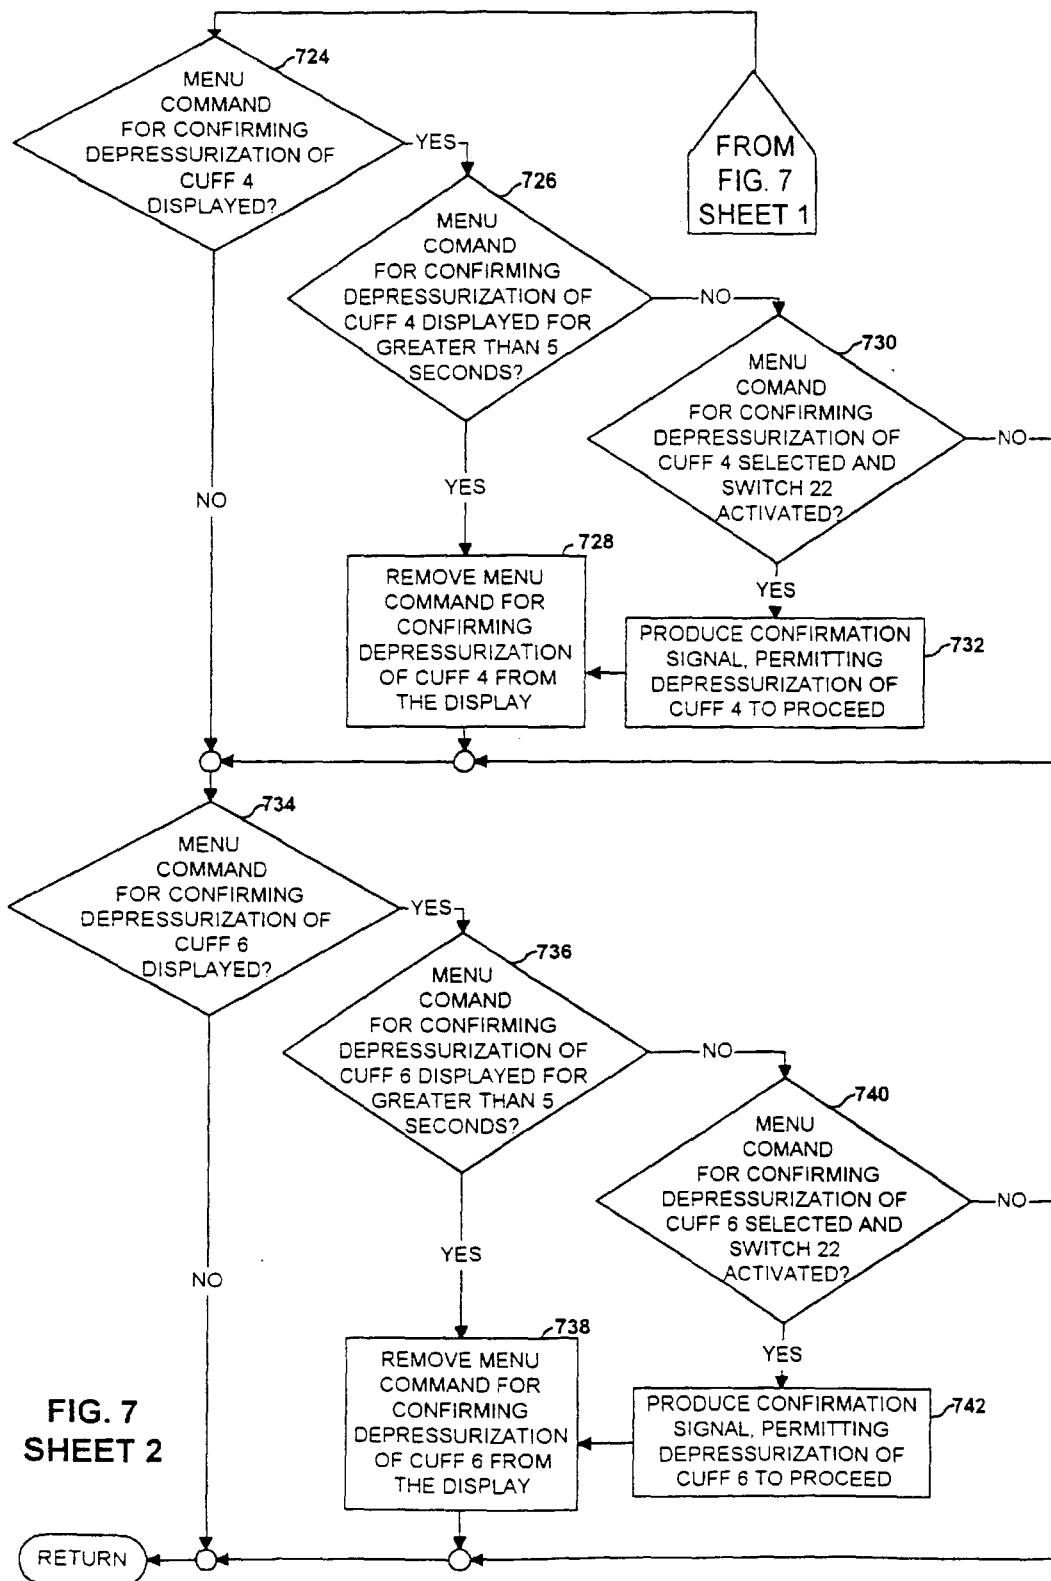 724
MENU
COMMAND
FOR CONFIRMING
DEPRESSURIZATION OF
CUFF 4
DISPLAYED?
YES
NO
FROM
FIG. 7
SHEET 1
726
MENU
COMAND
FOR CONFIRMING
DEPRESSURIZATION OF
CUFF 4 DISPLAYED FOR
GREATER THAN 5
SECONDS?
NO
YES
730
MENU
COMAND
FOR CONFIRMING
DEPRESSURIZATION OF
CUFF 4 SELECTED AND
SWITCH 22
ACTIVATED?
NO
YES
728
REMOVE MENU
COMMAND FOR
CONFIRMING
DEPRESSURIZATION
OF CUFF 4 FROM
THE DISPLAY
732
PRODUCE CONFIRMATION
SIGNAL, PERMITTING
DEPRESSURIZATION OF
CUFF 4 TO PROCEED
734
MENU
COMMAND
FOR CONFIRMING
DEPRESSURIZATION OF
CUFF 6
DISPLAYED?
YES
NO
736
MENU
COMAND
FOR CONFIRMING
DEPRESSURIZATION OF
CUFF 6 DISPLAYED FOR
GREATER THAN 5
SECONDS?
NO
YES
740
MENU
COMAND
FOR CONFIRMING
DEPRESSURIZATION OF
CUFF 6 SELECTED AND
SWITCH 22
ACTIVATED?
NO
YES
738
REMOVE MENU
COMMAND FOR
CONFIRMING
DEPRESSURIZATION
OF CUFF 6 FROM
THE DISPLAY
742
PRODUCE CONFIRMATION
SIGNAL, PERMITTING
DEPRESSURIZATION OF
CUFF 6 TO PROCEED
FIG. 7
SHEET 2
RETURN